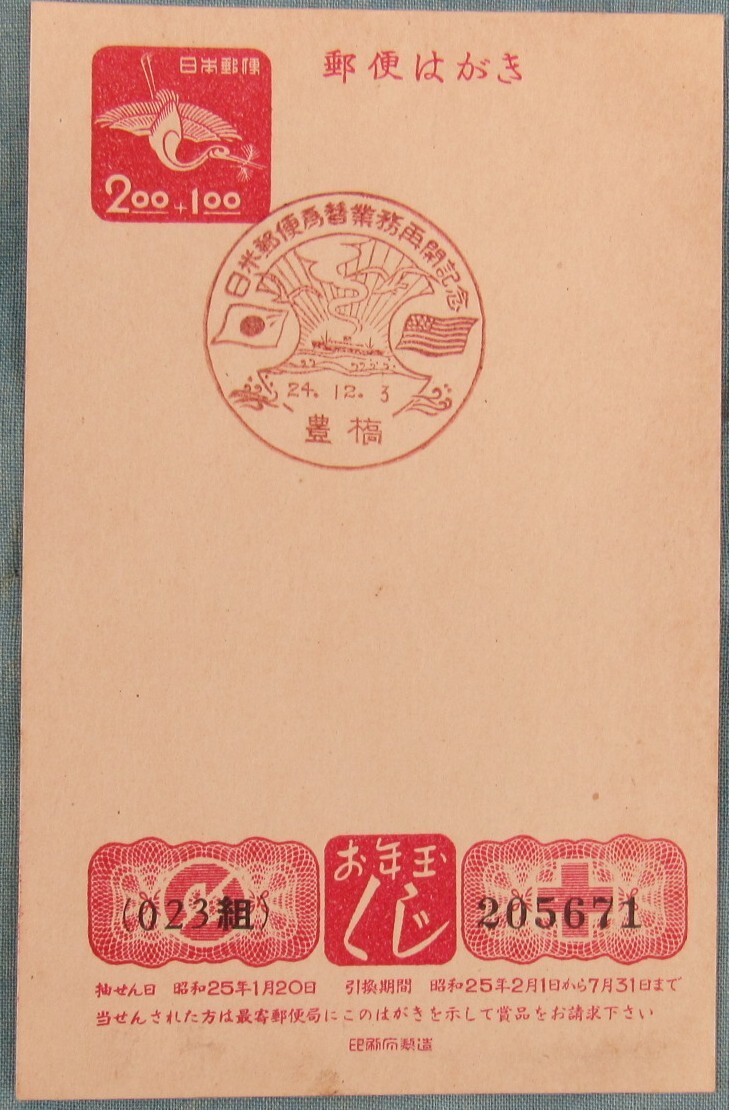 日本郵便
2.00+1.00
郵便はがき
日米郵便為替業務再開記念
24.12.3
豊橋
お年玉
くじ
(023組)
205671
抽せん日 昭和25年1月20日 引換期間 昭和25年2月1日から7月31日まで
当せんされた方は最寄郵便局にこのはがきを示して賞品をお請求下さい
印刷庁製造